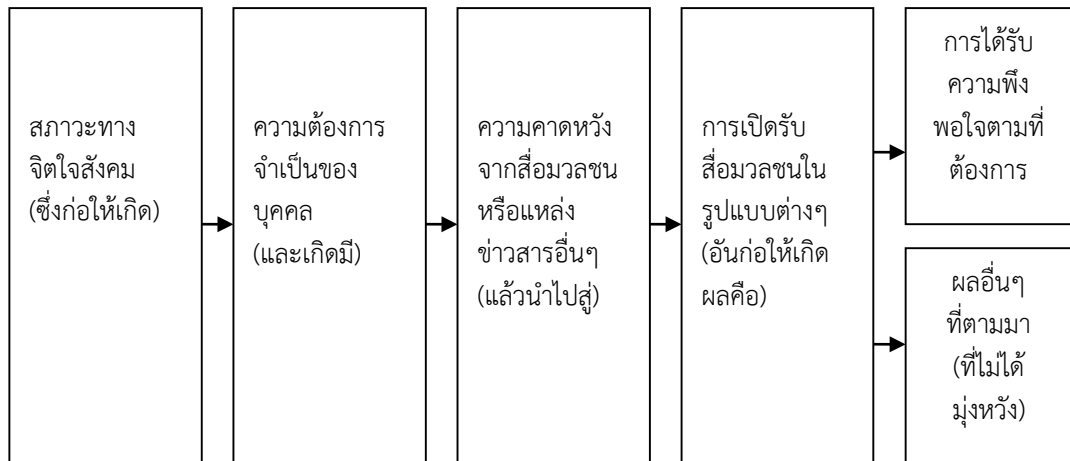 สภาวะทาง
จิตใจสังคม
(ซึ่งก่อให้เกิด)
ความต้องการ
จำเป็นของ
บุคคล
(และเกิดมี)
ความคาดหวัง
จากสื่อมวลชน
หรือแหล่ง
ข่าวสารอื่นๆ
(แล้วนำไปสู่)
การเปิดรับ
สื่อมวลชนใน
รูปแบบต่างๆ
(อันก่อให้เกิด
ผลคือ)
การได้รับ
ความพึง
พอใจตามที่
ต้องการ
ผลอื่นๆ
ที่ตามมา
(ที่ไม่ได้
มุ่งหวัง)